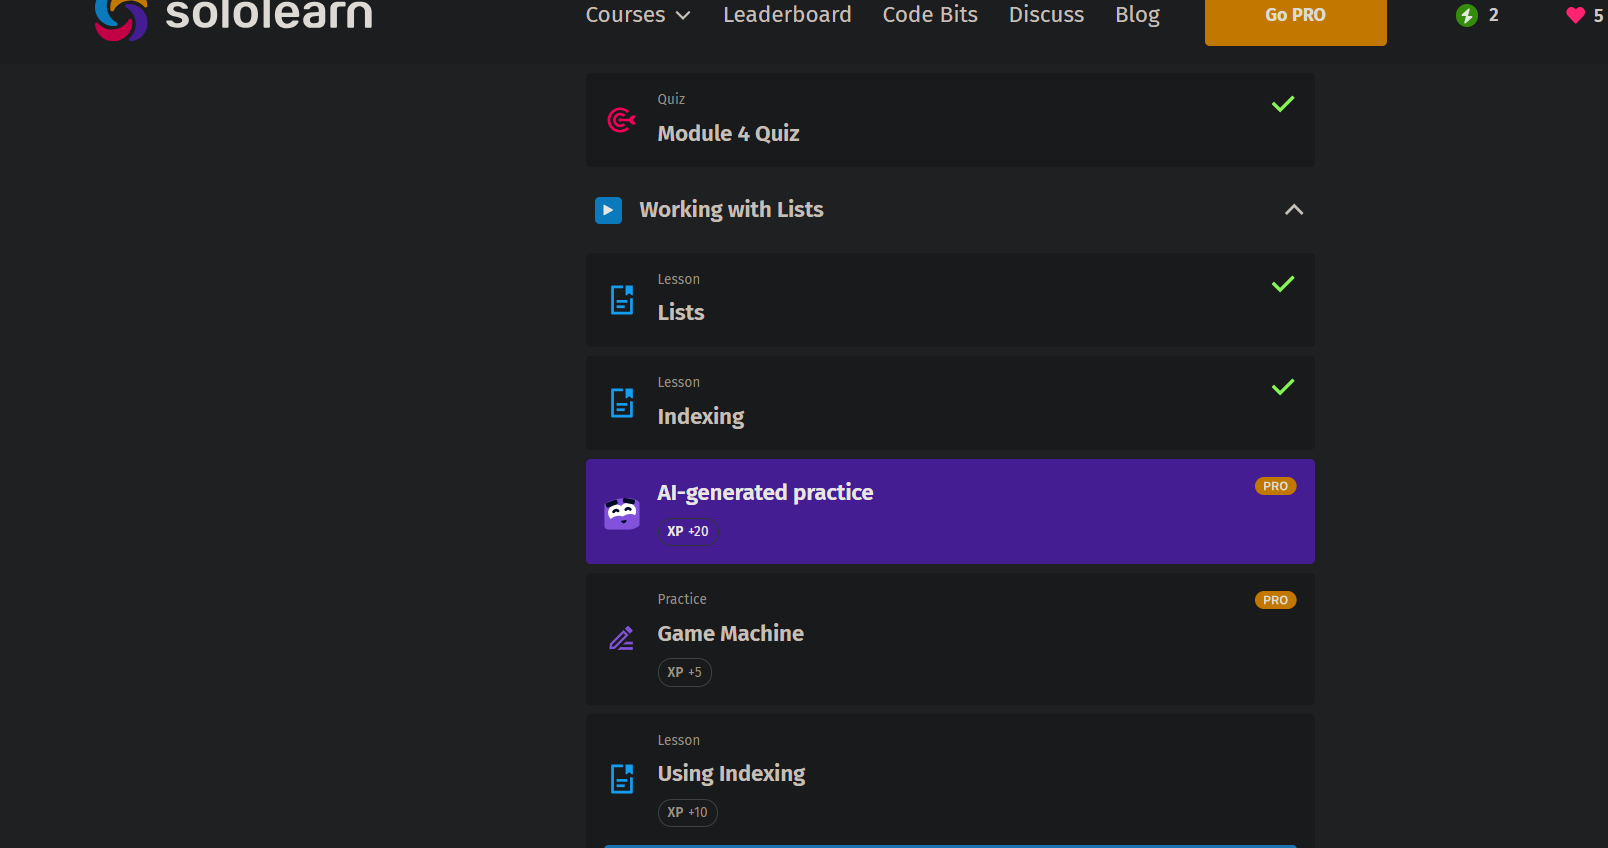 sololearn
Courses
Leaderboard
Code Bits
Discuss
Blog
Go PRO
2
5
Quiz
Module 4 Quiz
Working with Lists
Lesson
Lists
Lesson
Indexing
AI-generated practice
PRO
XP +20
Practice
PRO
Game Machine
XP +5
Lesson
Using Indexing
XP +10